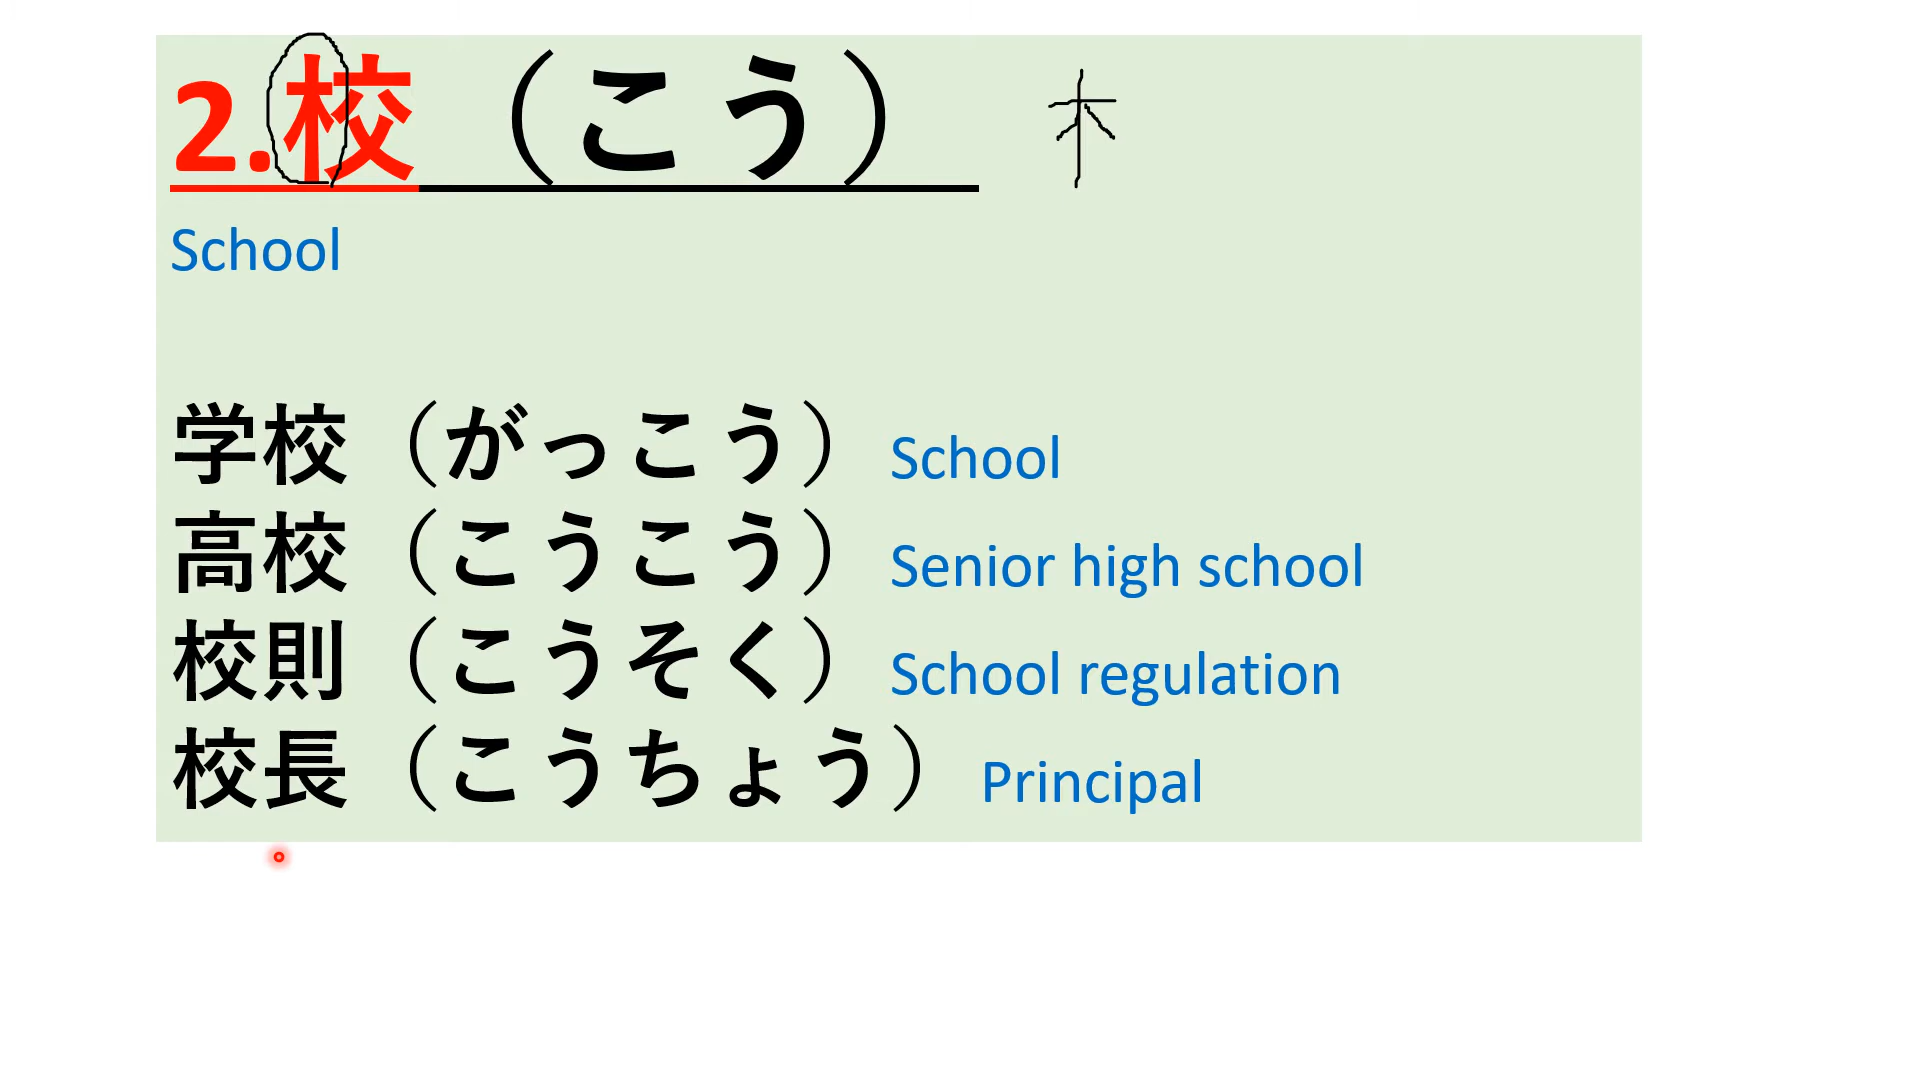 2.校（こう） 木
School
学校（がっこう）School
高校（こうこう）Senior high school
校則（こうそく）School regulation
校長（こうちょう）Principal